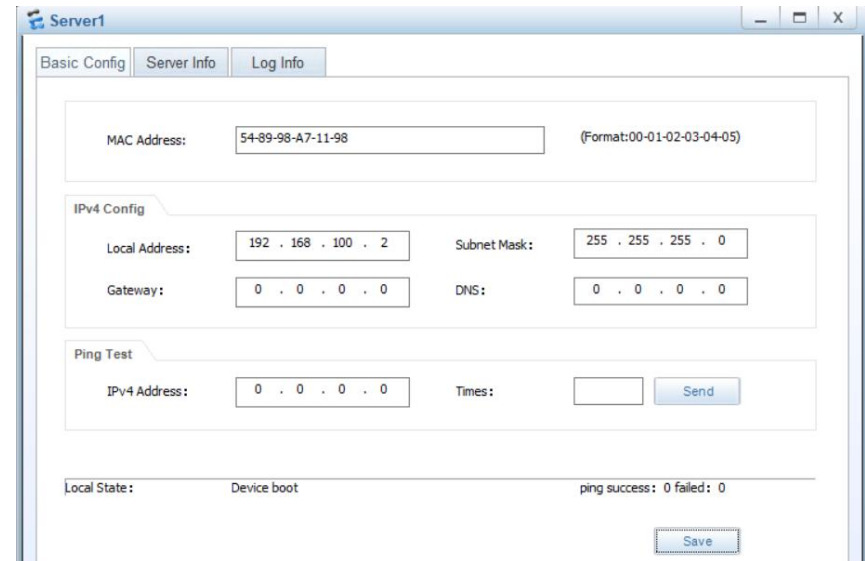 Server1
Basic Config Server Info Log Info
MAC Address: 54-89-98-A7-11-98 (Format:00-01-02-03-04-05)
IPv4 Config
Local Address: 192 . 168 . 100 . 2 Subnet Mask: 255 . 255 . 255 . 0
Gateway: 0 . 0 . 0 . 0 DNS: 0 . 0 . 0 . 0
Ping Test
IPv4 Address: 0 . 0 . 0 . 0 Times: Send
Local State: Device boot ping success: 0 failed: 0
Save